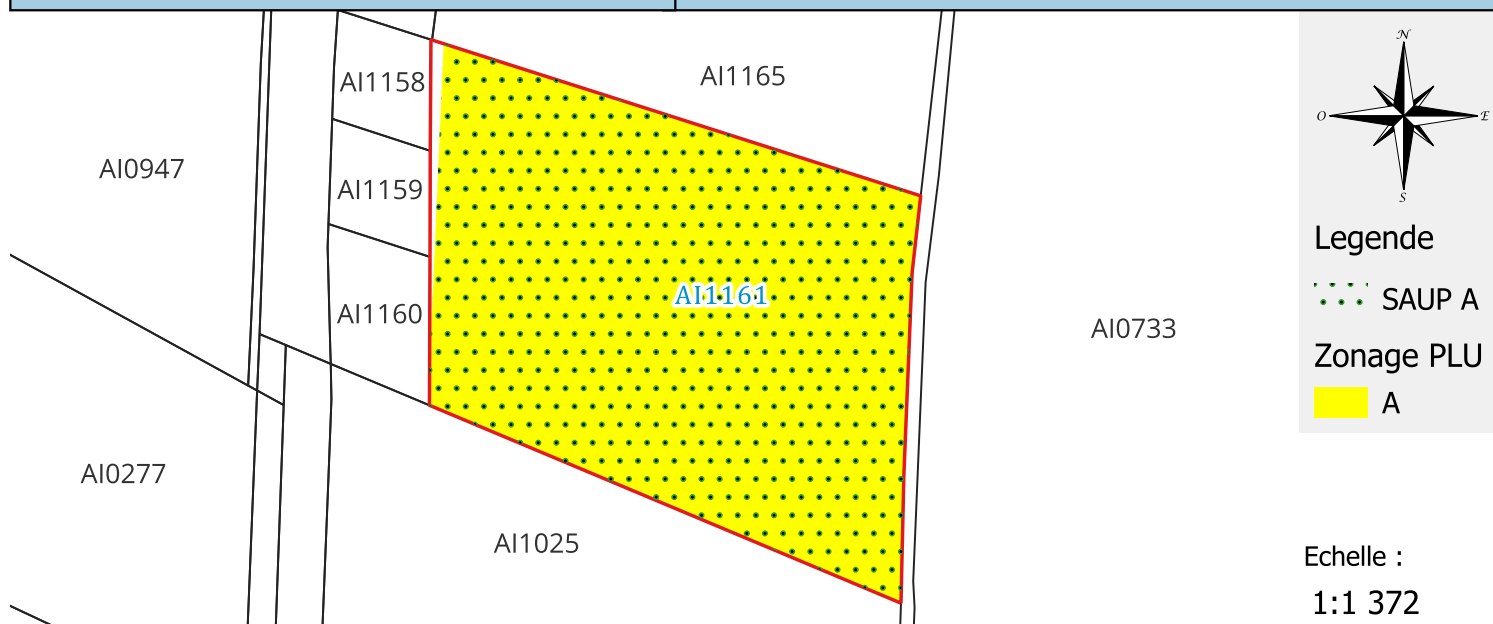 N
O
E
S
AI1158
AI1165
AI0947
AI1159
AI1161
AI1160
AI0733
AI0277
AI1025
Legende
SAUP A
Zonage PLU
A
Echelle :
1:1 372